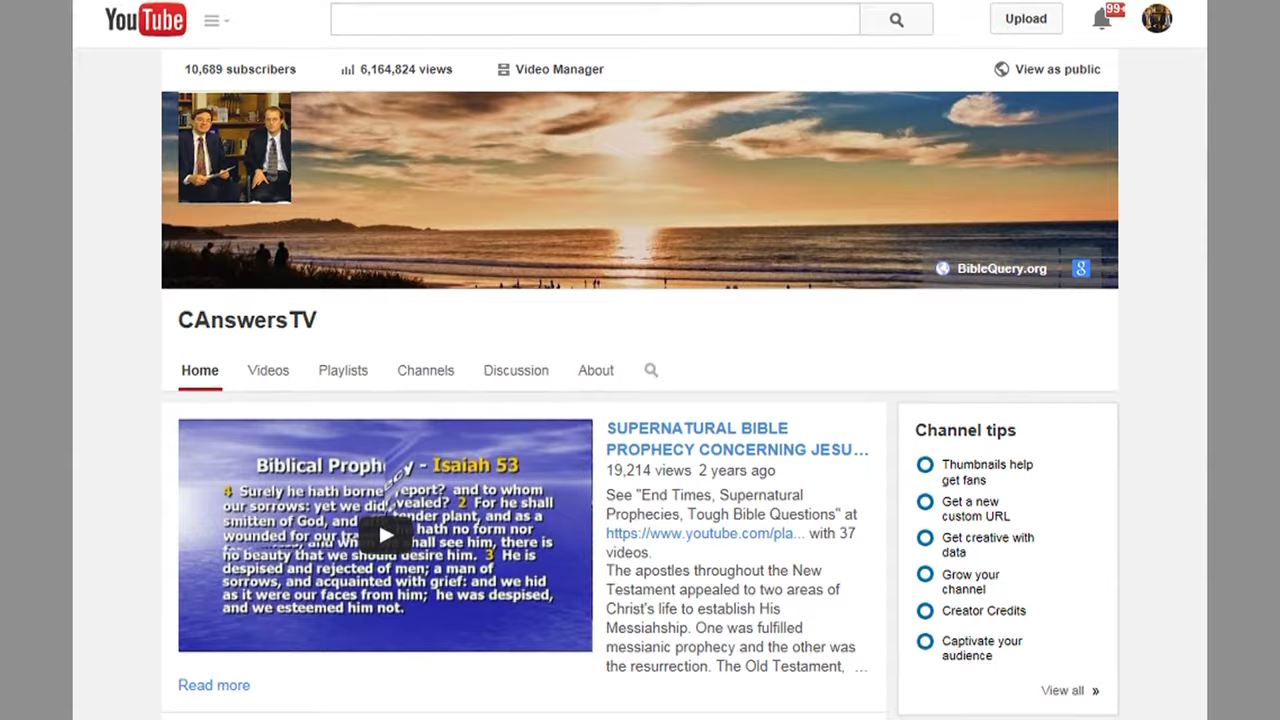 YouTube
Upload
99+
10,689 subscribers
6,164,824 views
Video Manager
View as public
BibleQuery.org
g
CAnswersTV
Home
Videos
Playlists
Channels
Discussion
About
Biblical Proph y - Isaiah 53
4 Surely he hath borne report? and to whom
our sorrows: yet we did revealed? 2 For he shall
smitten of God, and tender plant, and as a
wounded for our tra hath no form nor
and wh shall see him, there is
no beauty that we should desire him. 3 He is
despised and rejected of men; a man of
sorrows, and acquainted with grief: and we hid
as it were our faces from him; he was despised,
and we esteemed him not.
Read more
SUPERNATURAL BIBLE
PROPHECY CONCERNING JESU...
19,214 views 2 years ago
See "End Times, Supernatural
Prophecies, Tough Bible Questions" at
https://www.youtube.com/pla... with 37
videos.
The apostles throughout the New
Testament appealed to two areas of
Christ's life to establish His
Messiahship. One was fulfilled
messianic prophecy and the other was
the resurrection. The Old Testament, ...
Channel tips
Thumbnails help
get fans
Get a new
custom URL
Get creative with
data
Grow your
channel
Creator Credits
Captivate your
audience
View all »